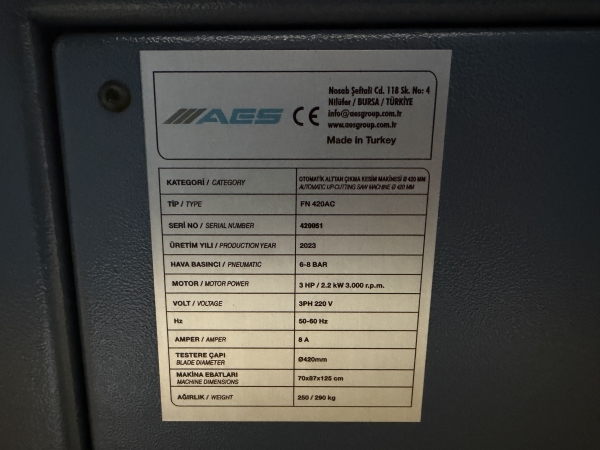 AES CE
Nosab Şeftali Cd. 118 Sk. No: 4
Nilüfer / BURSA / TÜRKİYE
info@aesgroup.com.tr
www.aesgroup.com.tr
Made in Turkey
KATEGORİ / CATEGORY
OTOMATİK ALTTAN ÇIKMA KESİM MAKİNESİ Ø 420 MM
AUTOMATIC UP-CUTTING SAW MACHINE Ø 420 MM
TİP / TYPE FN 420AC
SERİ NO / SERIAL NUMBER 420051
ÜRETİM YILI / PRODUCTION YEAR 2023
HAVA BASINCI / PNEUMATIC 6-8 BAR
MOTOR / MOTOR POWER 3 HP / 2.2 kW 3.000 r.p.m.
VOLT / VOLTAGE 3PH 220 V
Hz 50-60 Hz
AMPER / AMPER 8 A
TESTERE ÇAPI
BLADE DIAMETER
Ø420mm
MAKİNA EBATLARI
MACHINE DIMENSIONS
70x87x125 cm
AĞIRLIK / WEIGHT 250 / 290 kg